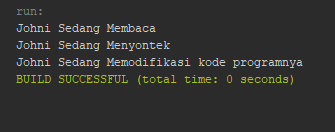 run:
Johni Sedang Membaca
Johni Sedang Menyontek
Johni Sedang Memodifikasi kode programnya
BUILD SUCCESSFUL (total time: 0 seconds)